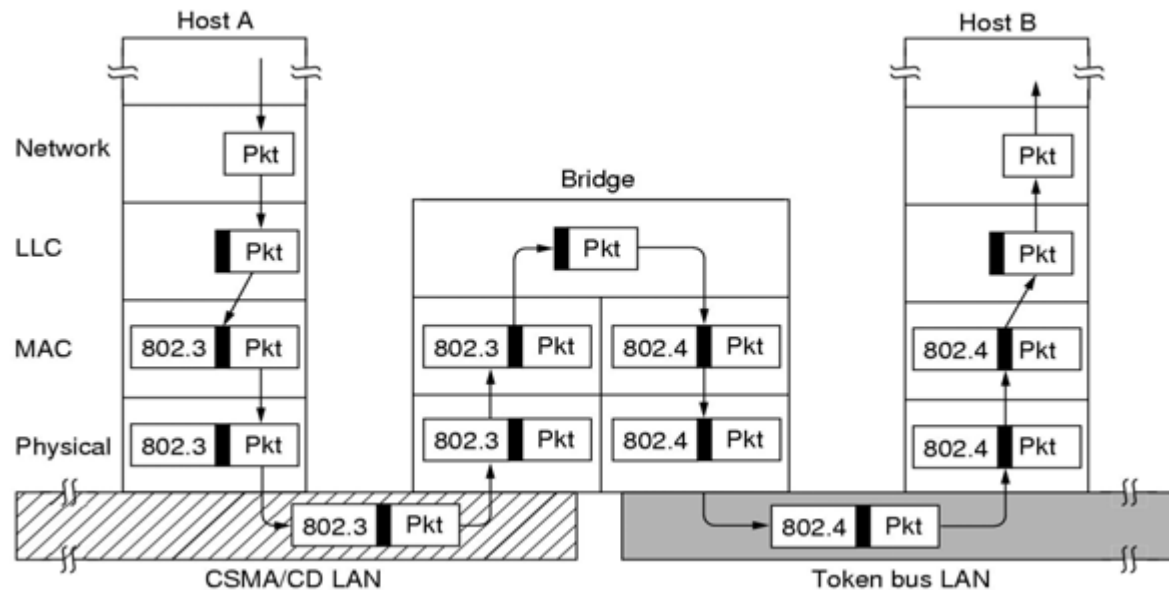 Host A
Host B
Network
Pkt
Pkt
Bridge
LLC
Pkt
Pkt
Pkt
MAC
802.3 Pkt
802.3 Pkt
802.4 Pkt
802.4 Pkt
Physical
802.3 Pkt
802.3 Pkt
802.4 Pkt
802.4 Pkt
802.3 Pkt
802.4 Pkt
CSMA/CD LAN
Token bus LAN